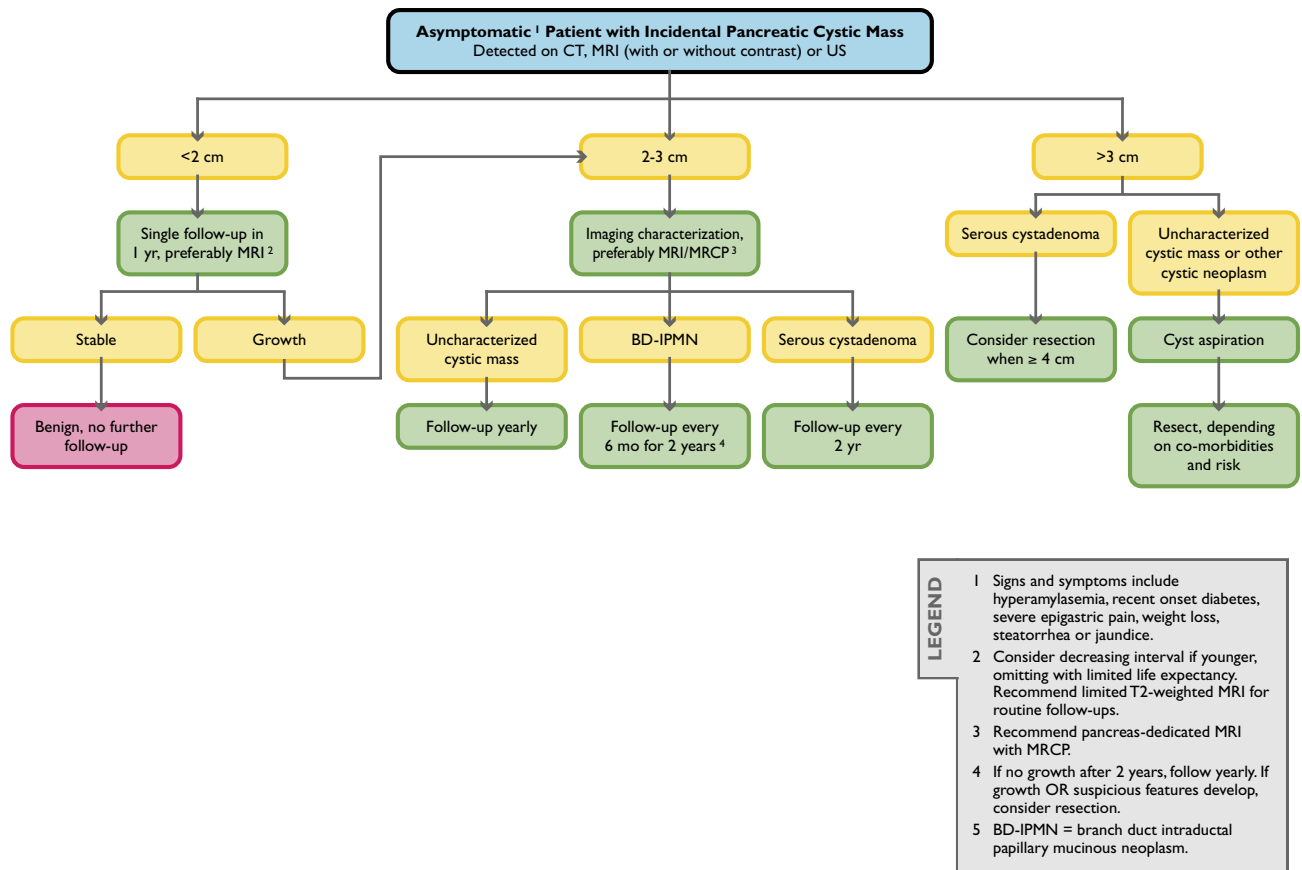 Asymptomatic 1 Patient with Incidental Pancreatic Cystic Mass
Detected on CT, MRI (with or without contrast) or US
<2 cm
2-3 cm
>3 cm
Single follow-up in
1 yr, preferably MRI 2
Imaging characterization,
preferably MRI/MRCP 3
Serous cystadenoma
Uncharacterized
cystic mass or other
cystic neoplasm
Stable
Growth
Uncharacterized
cystic mass
BD-IPMN
Serous cystadenoma
Consider resection
when ≥ 4 cm
Cyst aspiration
Benign, no further
follow-up
Follow-up yearly
Follow-up every
6 mo for 2 years 4
Follow-up every
2 yr
Resect, depending
on co-morbidities
and risk
LEGEND
1 Signs and symptoms include
hyperamylasemia, recent onset diabetes,
severe epigastric pain, weight loss,
steatorrhea or jaundice.
2 Consider decreasing interval if younger,
omitting with limited life expectancy.
Recommend limited T2-weighted MRI for
routine follow-ups.
3 Recommend pancreas-dedicated MRI
with MRCP.
4 If no growth after 2 years, follow yearly. If
growth OR suspicious features develop,
consider resection.
5 BD-IPMN = branch duct intraductal
papillary mucinous neoplasm.